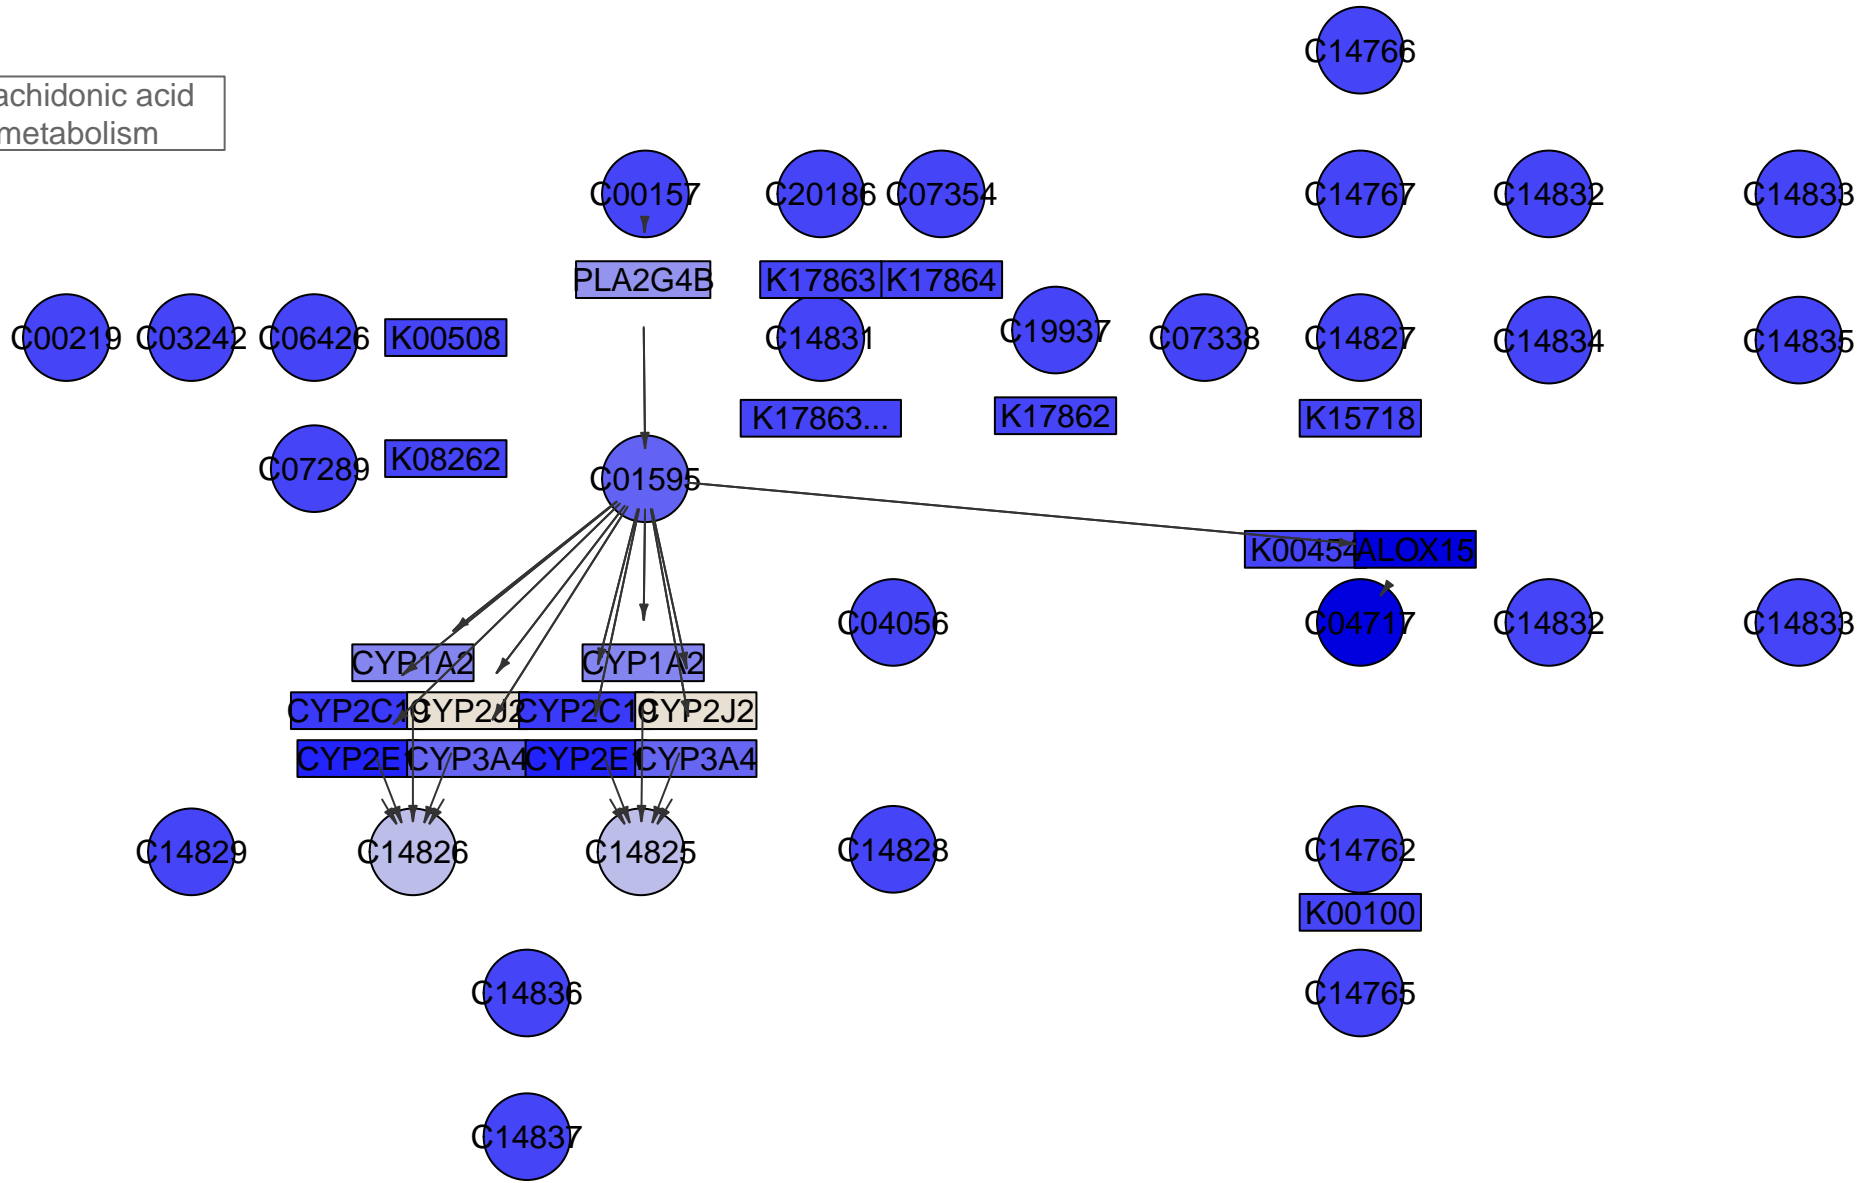 C14766
achidonic acid
metabolism
C00157
C20186
C07354
C14767
C14832
C14833
PLA2G4B
K17863
K17864
C00219
C03242
C06426
K00508
C14831
C19937
C07338
C14827
C14834
C14835
K17863...
K17862
K15718
C07289
K08262
C01595
K00454
ALOX15
C04056
C04717
C14832
C14833
CYP1A2
CYP1A2
CYP2C19
CYP2J2
CYP2C19
CYP2J2
CYP2E1
CYP3A4
CYP2E1
CYP3A4
C14829
C14826
C14825
C14828
C14762
K00100
C14836
C14765
C14837